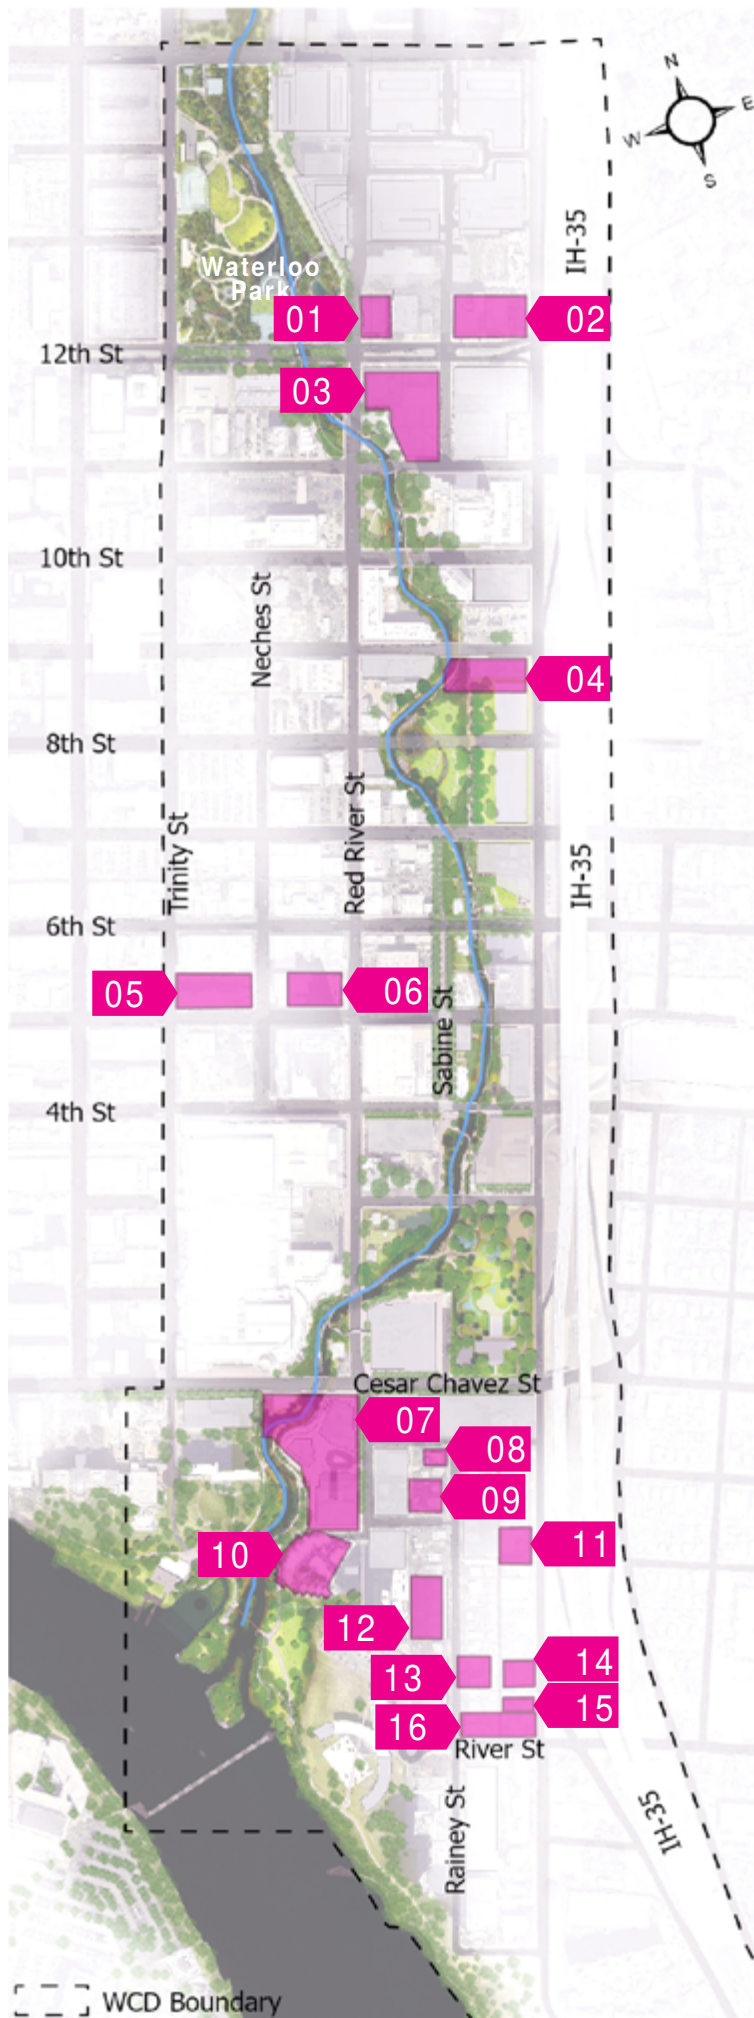 N
E
W
S
IH-35
Waterloo
Park
01
02
12th St
03
10th St
Neches St
04
8th St
Trinity St
Red River St
IH-35
6th St
05
06
Sabine St
4th St
Cesar Chavez St
07
08
09
10
11
12
13
14
15
16
River St
Rainey St
IH-35
WCD Boundary